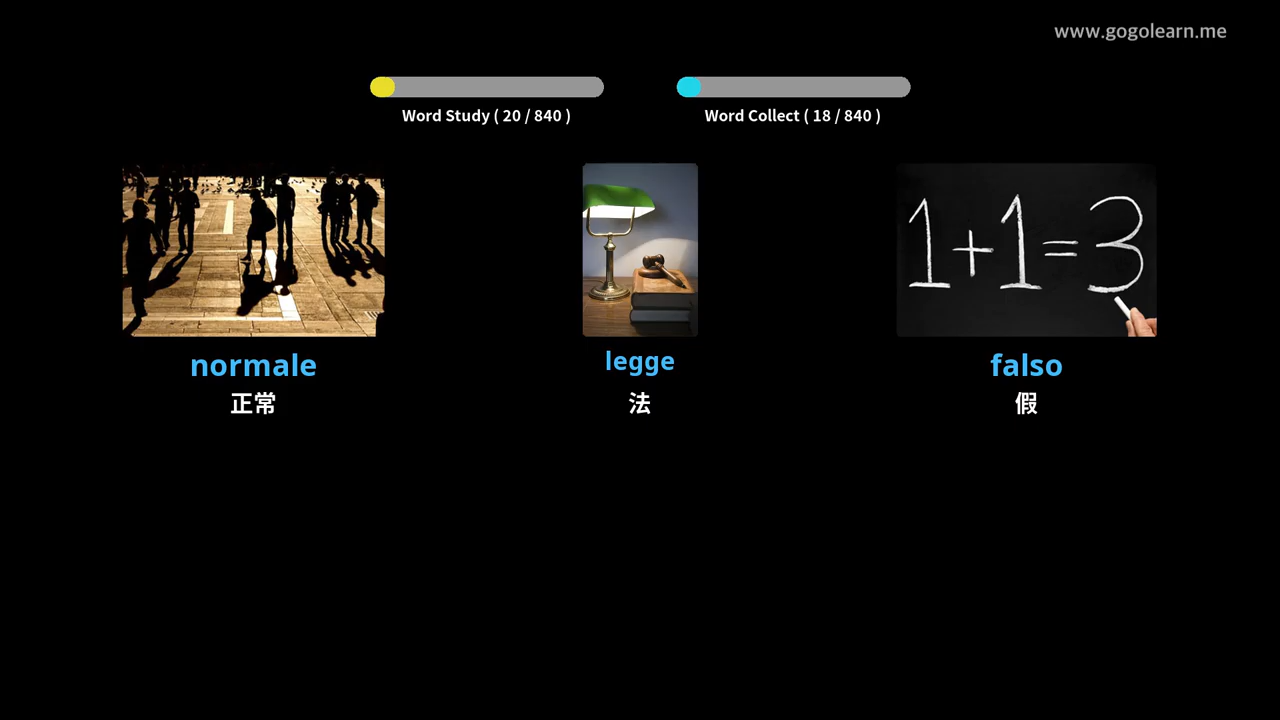 www.gogolearn.me
Word Study ( 20 / 840 )
Word Collect ( 18 / 840 )
1+1=3
normale
legge
falso
正常
法
假